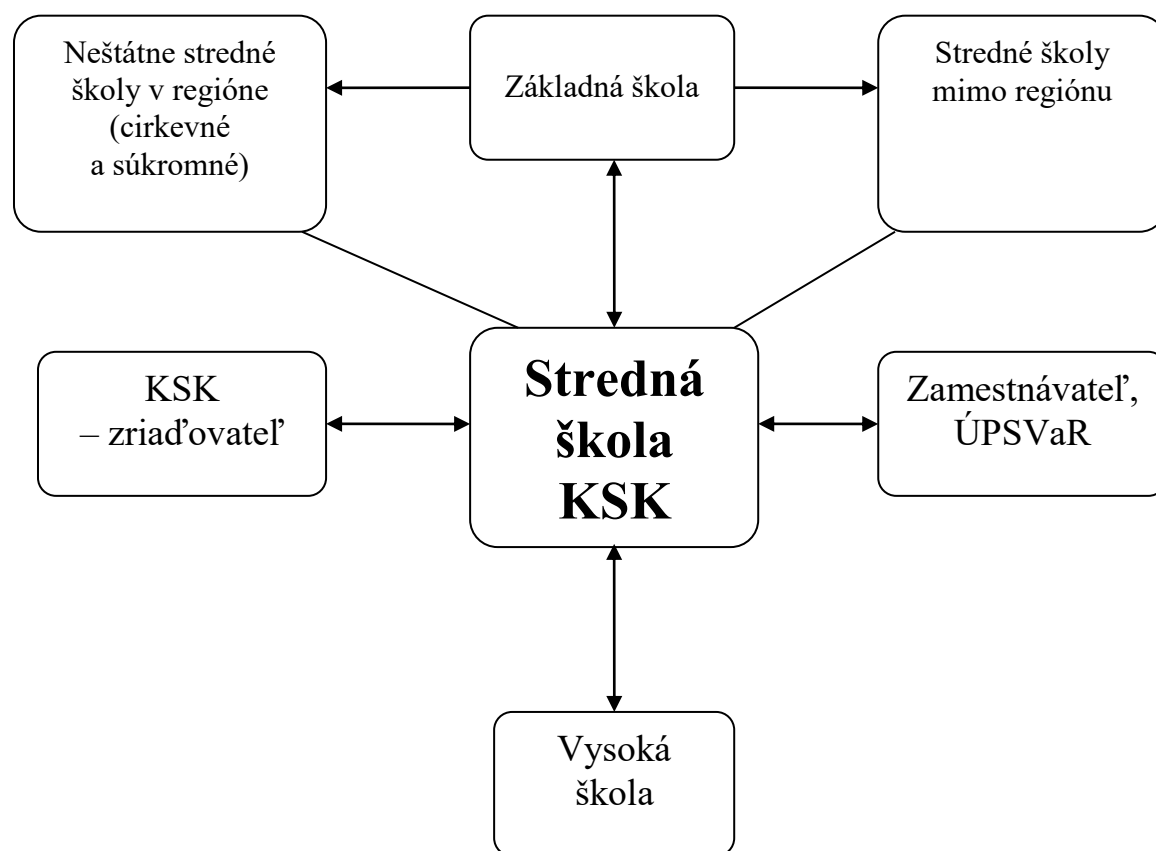 Neštátne stredné
školy v regióne
(cirkevné
a súkromné)
Základná škola
Stredné školy
mimo regiónu
KSK
– zriaďovateľ
Stredná
škola
KSK
Zamestnávateľ,
ÚPSVaR
Vysoká
škola